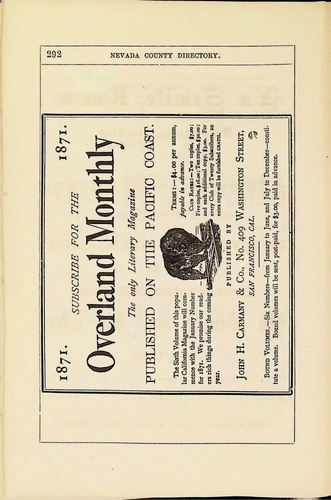 292 NEVADA COUNTY DIRECTORY.
1871. SUBSCRIBE FOR THE 1871.
Overland Monthly
The only Literary Magazine
PUBLISHED ON THE PACIFIC COAST.
The Sixth Volume of this popu-
lar California Magazine will com-
mence with the January Number
for 1871. We promise our read-
ers rich things during the coming
year.
TERMS:—$4.00 per annum,
payable in advance.
CLUB RATES:—Two copies, $7.00;
Five copies, $16.00; Ten copies, $30.00;
and each additional copy, $3.00. For
every Club of Twenty Subscribers, an
extra copy will be furnished GRATIS.
PUBLISHED BY
JOHN H. CARMANY & CO., No. 409 WASHINGTON STREET,
SAN FRANCISCO, CAL.
BOUND VOLUMES.—Six Numbers—from January to June, and July to December—consti-
tute a volume. Bound volumes will be sent, post-paid, for $3.00, paid in advance.